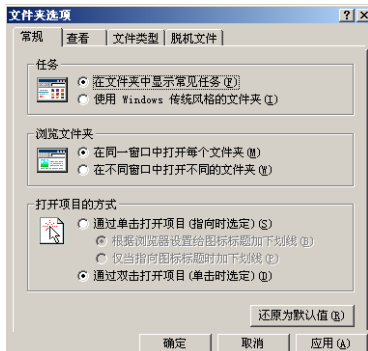 文件夹选项
常规 查看 文件类型 脱机文件
任务
在文件夹中显示常见任务(F)
使用 Windows 传统风格的文件夹(I)
浏览文件夹
在同一窗口中打开每个文件夹(M)
在不同窗口中打开不同的文件夹(W)
打开项目的方式
通过单击打开项目(指向时选定)(S)
根据浏览器设置给图标标题加下划线(B)
仅当指向图标标题时加下划线(P)
通过双击打开项目(单击时选定)(D)
还原为默认值(R)
确定 取消 应用(A)